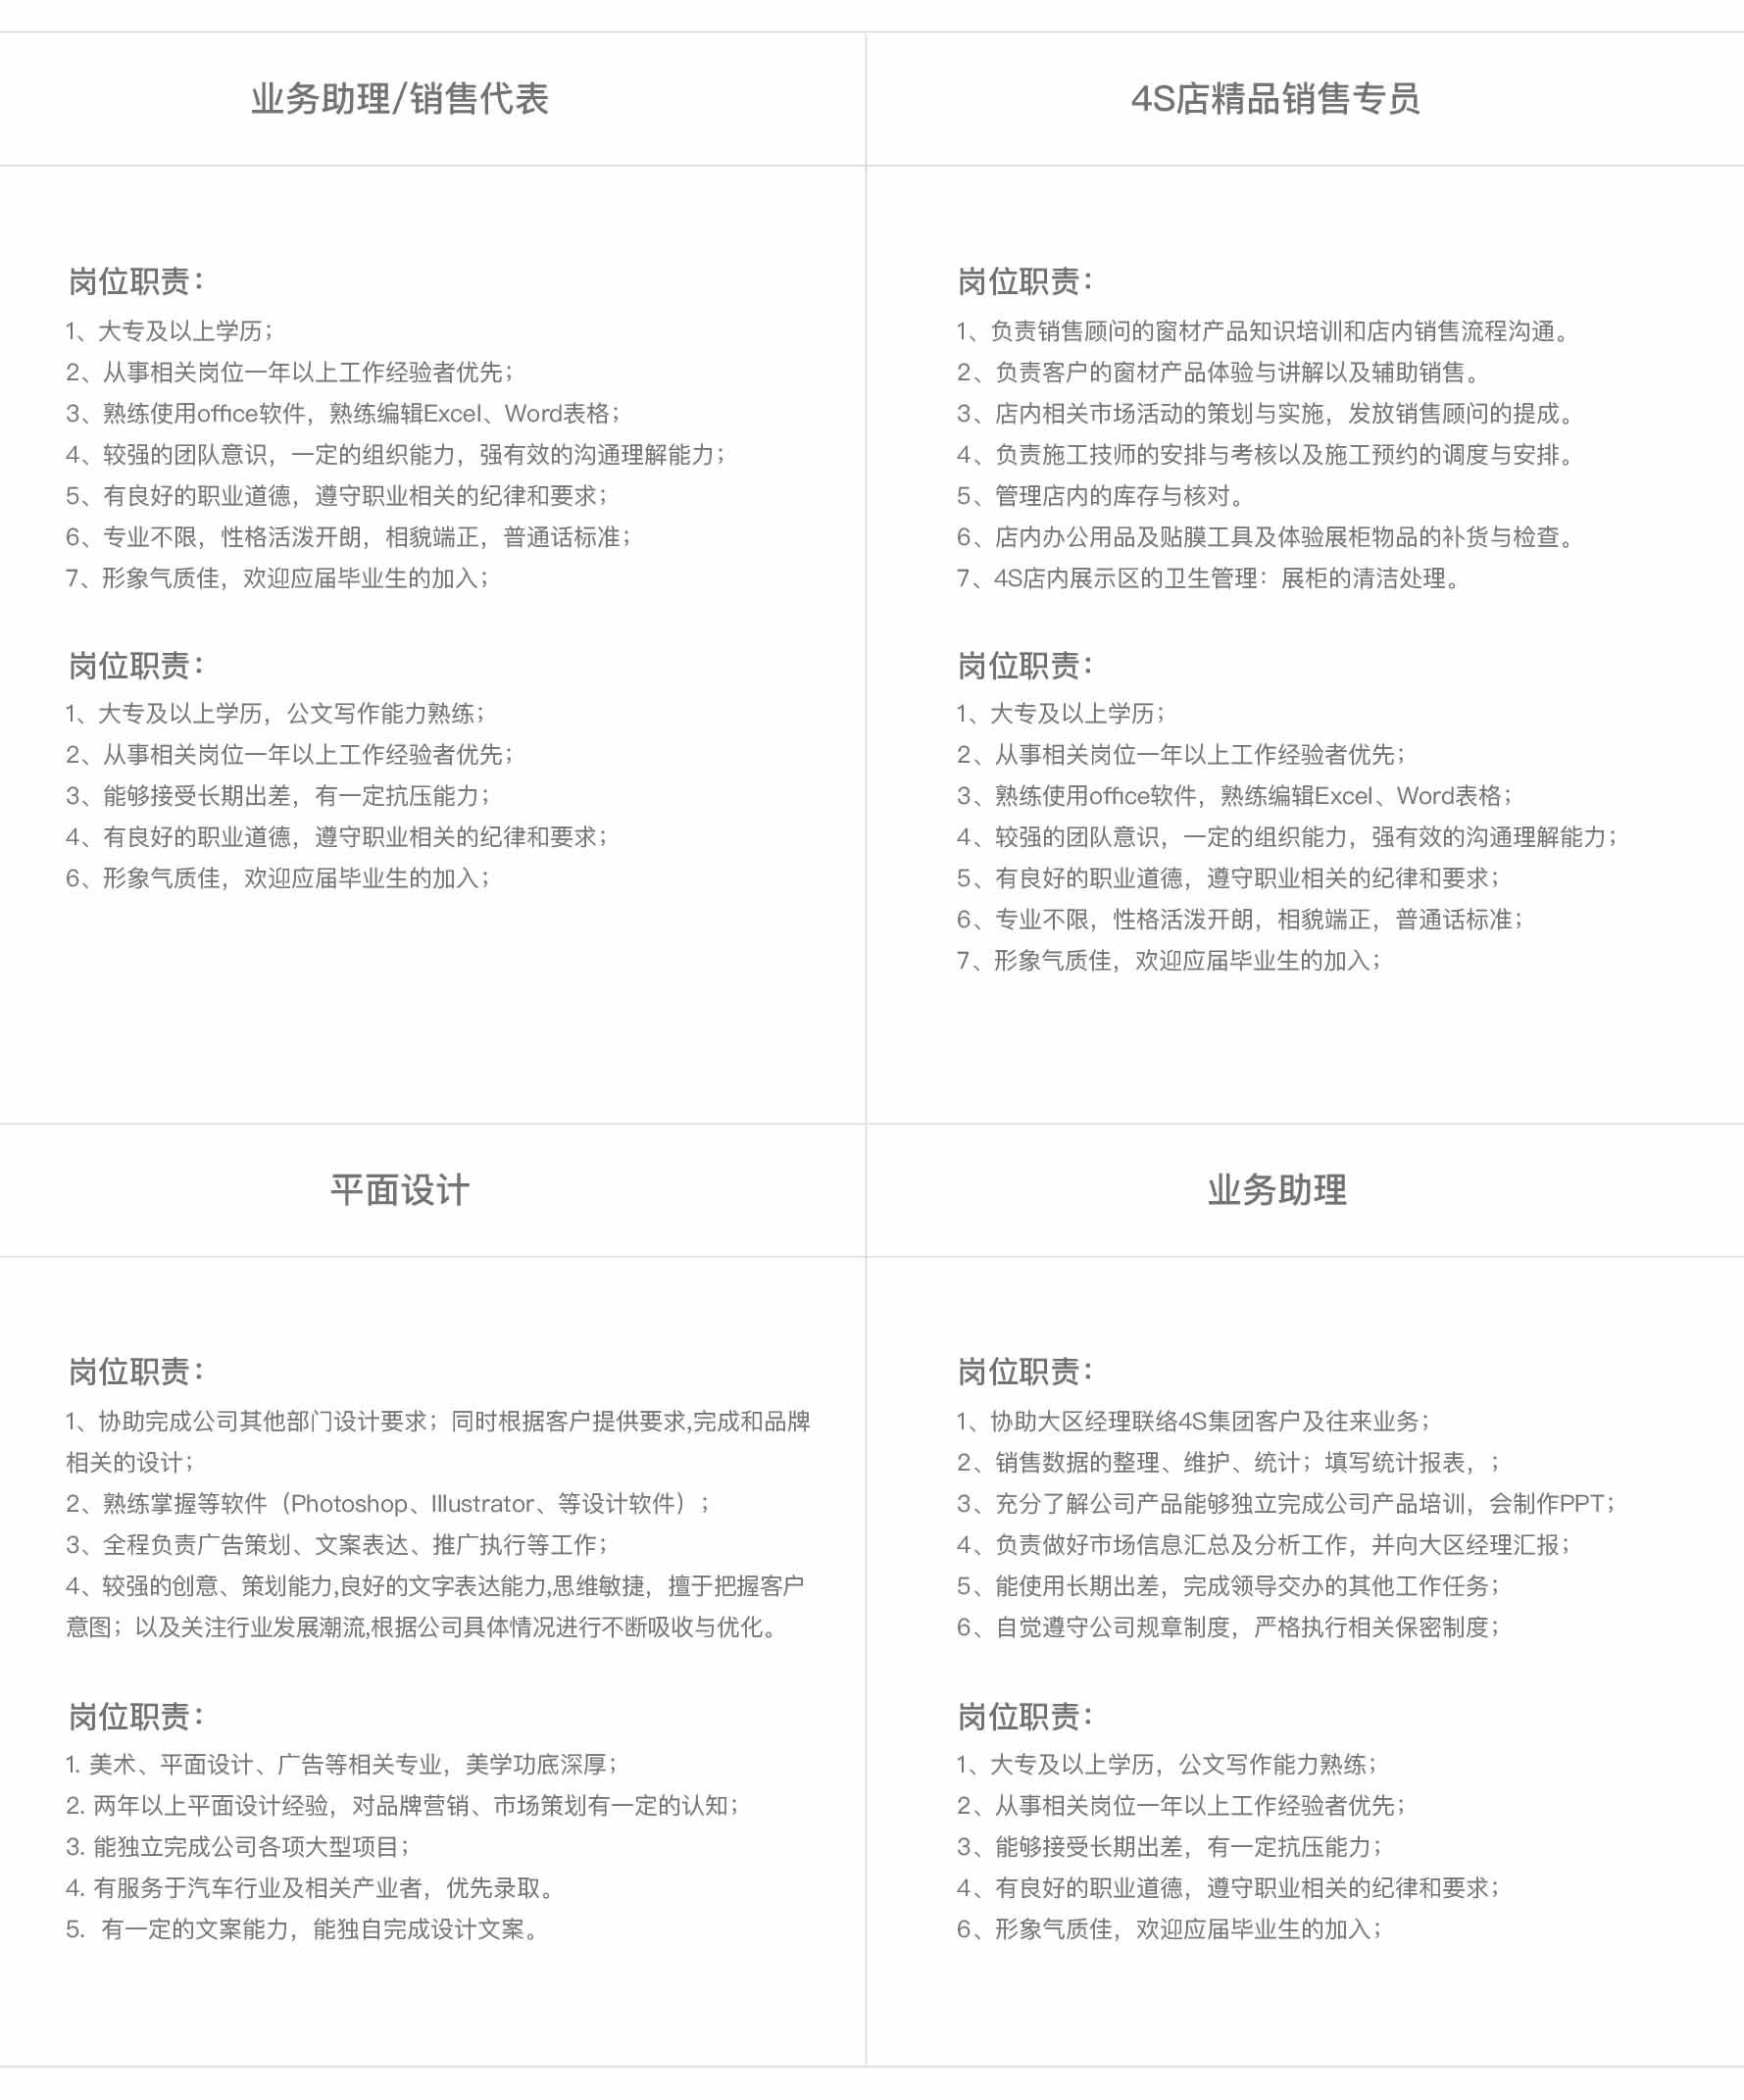 业务助理/销售代表
岗位职责：
1、大专及以上学历；
2、从事相关岗位一年以上工作经验者优先；
3、熟练使用office软件，熟练编辑Excel、Word表格；
4、较强的团队意识，一定的组织能力，强有效的沟通理解能力；
5、有良好的职业道德，遵守职业相关的纪律和要求；
6、专业不限，性格活泼开朗，相貌端正，普通话标准；
7、形象气质佳，欢迎应届毕业生的加入；
岗位职责：
1、大专及以上学历，公文写作能力熟练；
2、从事相关岗位一年以上工作经验者优先；
3、能够接受长期出差，有一定抗压能力；
4、有良好的职业道德，遵守职业相关的纪律和要求；
6、形象气质佳，欢迎应届毕业生的加入；
4S店精品销售专员
岗位职责：
1、负责销售顾问的窗材产品知识培训和店内销售流程沟通。
2、负责客户的窗材产品体验与讲解以及辅助销售。
3、店内相关市场活动的策划与实施，发放销售顾问的提成。
4、负责施工技师的安排与考核以及施工预约的调度与安排。
5、管理店内的库存与核对。
6、店内办公用品及贴膜工具及体验展柜物品的补货与检查。
7、4S店内展示区的卫生管理：展柜的清洁处理。
岗位职责：
1、大专及以上学历；
2、从事相关岗位一年以上工作经验者优先；
3、熟练使用office软件，熟练编辑Excel、Word表格；
4、较强的团队意识，一定的组织能力，强有效的沟通理解能力；
5、有良好的职业道德，遵守职业相关的纪律和要求；
6、专业不限，性格活泼开朗，相貌端正，普通话标准；
7、形象气质佳，欢迎应届毕业生的加入；
平面设计
岗位职责：
1、协助完成公司其他部门设计要求；同时根据客户提供要求,完成和品牌
相关的设计；
2、熟练掌握等软件（Photoshop、Illustrator、等设计软件）；
3、全程负责广告策划、文案表达、推广执行等工作；
4、较强的创意、策划能力,良好的文字表达能力,思维敏捷，擅于把握客户
意图；以及关注行业发展潮流,根据公司具体情况进行不断吸收与优化。
岗位职责：
1. 美术、平面设计、广告等相关专业，美学功底深厚；
2. 两年以上平面设计经验，对品牌营销、市场策划有一定的认知；
3. 能独立完成公司各项大型项目；
4. 有服务于汽车行业及相关产业者，优先录取。
5. 有一定的文案能力，能独自完成设计文案。
业务助理
岗位职责：
1、协助大区经理联络4S集团客户及往来业务；
2、销售数据的整理、维护、统计；填写统计报表，；
3、充分了解公司产品能够独立完成公司产品培训，会制作PPT；
4、负责做好市场信息汇总及分析工作，并向大区经理汇报；
5、能使用长期出差，完成领导交办的其他工作任务；
6、自觉遵守公司规章制度，严格执行相关保密制度；
岗位职责：
1、大专及以上学历，公文写作能力熟练；
2、从事相关岗位一年以上工作经验者优先；
3、能够接受长期出差，有一定抗压能力；
4、有良好的职业道德，遵守职业相关的纪律和要求；
6、形象气质佳，欢迎应届毕业生的加入；